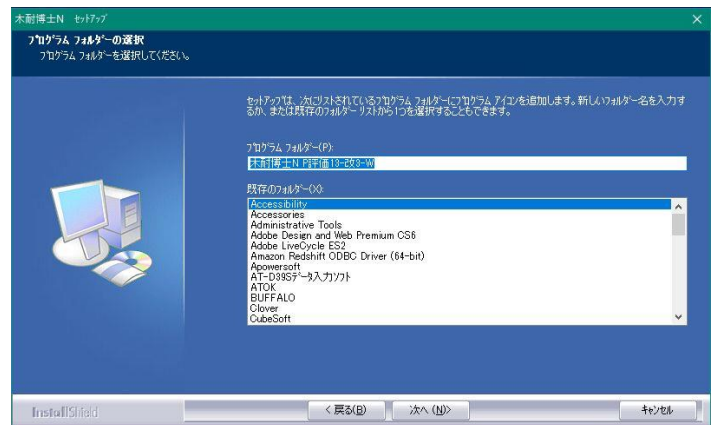 木耐博士N セットアップ
プログラム フォルダーの選択
プログラム フォルダーを選択してください。
セットアップは、次にリストされているプログラム フォルダーにプログラム アイコンを追加します。新しいフォルダー名を入力す
るか、または既存のフォルダー リストから1つを選択することもできます。
プログラム フォルダー(P):
木耐博士N P評価13-改3-W
既存のフォルダー(X):
Accessibility
Accessories
Administrative Tools
Adobe Design and Web Premium CS6
Adobe LiveCycle ES2
Amazon Redshift ODBC Driver (64-bit)
Apowersoft
AT-D39Sデータ入力ソフト
ATOK
BUFFALO
Clover
CubeSoft
InstallShield
< 戻る(B)
次へ (N)>
キャンセル